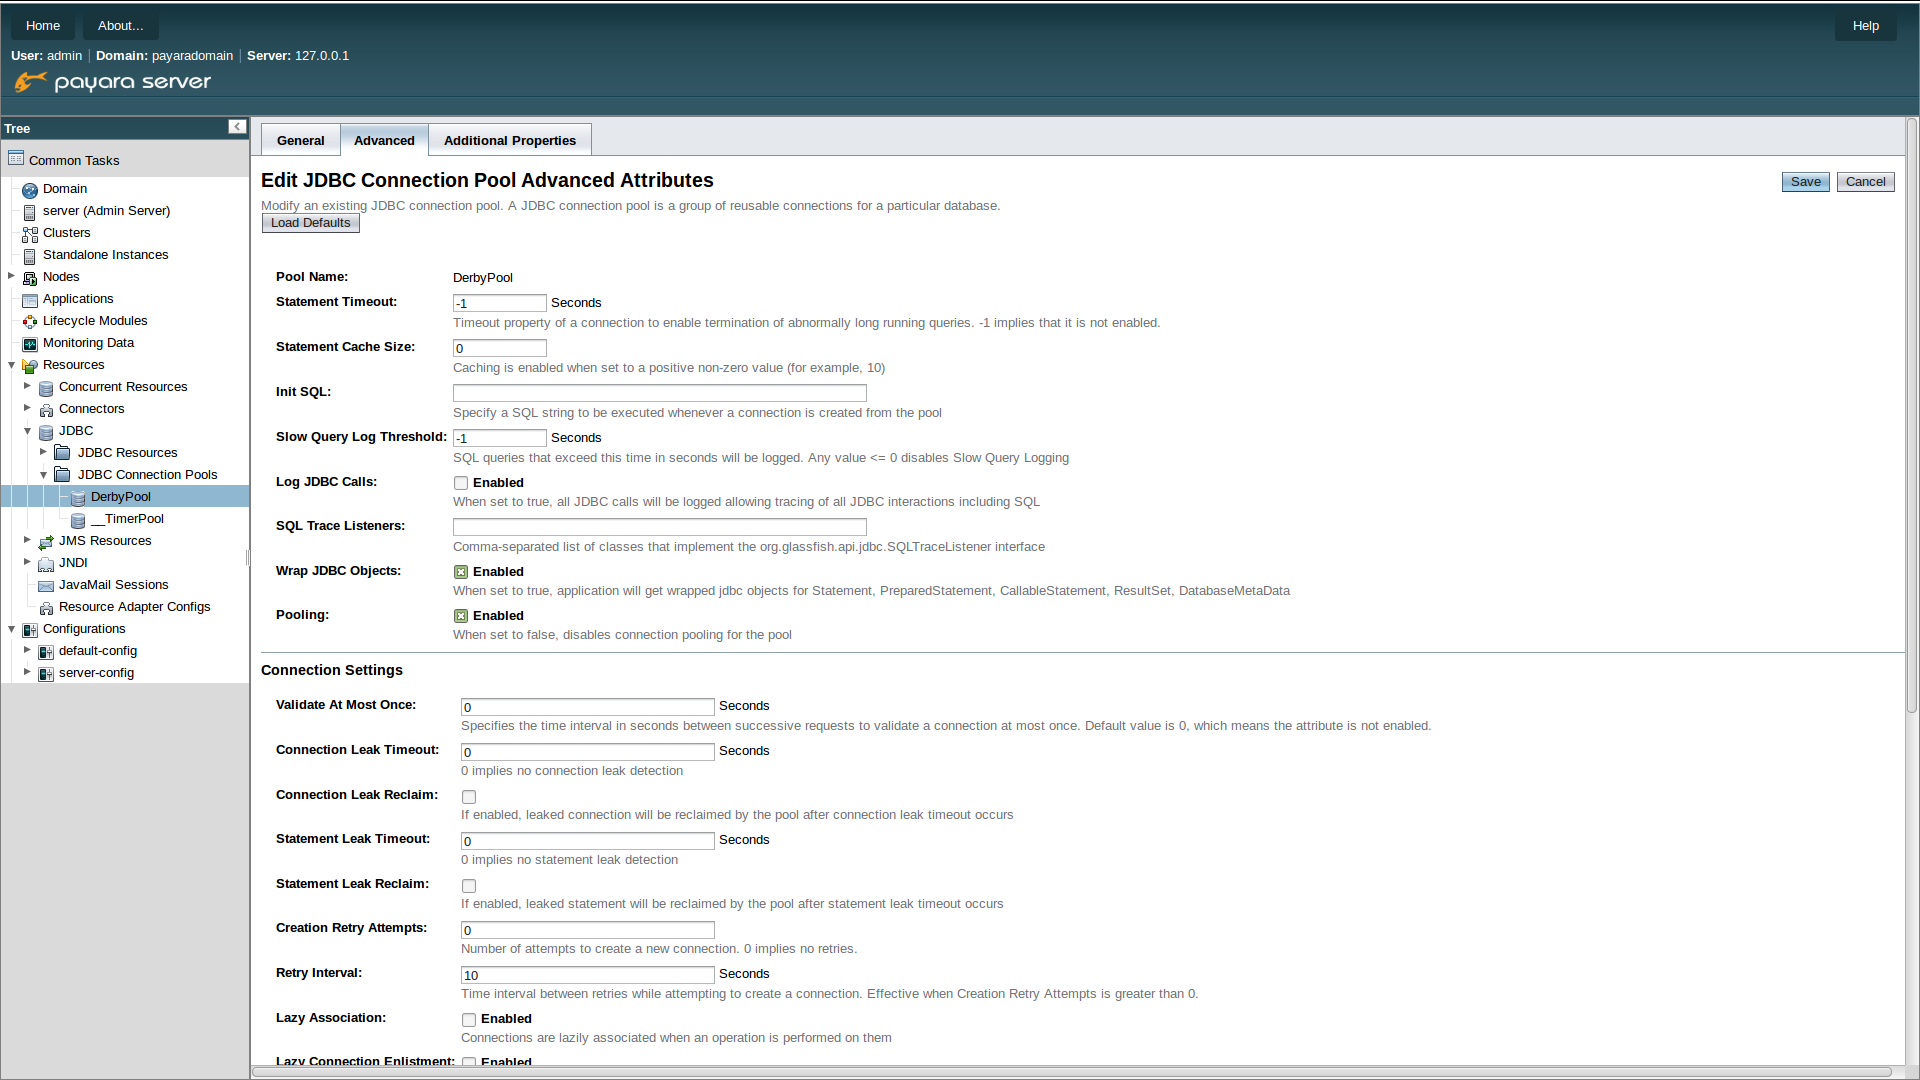 Home About... Help
User: admin | Domain: payaradomain | Server: 127.0.0.1
payara server
Tree
Common Tasks
Domain
server (Admin Server)
Clusters
Standalone Instances
Nodes
Applications
Lifecycle Modules
Monitoring Data
Resources
Concurrent Resources
Connectors
JDBC
JDBC Resources
JDBC Connection Pools
DerbyPool
__TimerPool
JMS Resources
JNDI
JavaMail Sessions
Resource Adapter Configs
Configurations
default-config
server-config
General Advanced Additional Properties
Edit JDBC Connection Pool Advanced Attributes
Save Cancel
Modify an existing JDBC connection pool. A JDBC connection pool is a group of reusable connections for a particular database.
Load Defaults
Pool Name: DerbyPool
Statement Timeout: -1 Seconds
Timeout property of a connection to enable termination of abnormally long running queries. -1 implies that it is not enabled.
Statement Cache Size: 0
Caching is enabled when set to a positive non-zero value (for example, 10)
Init SQL:
Specify a SQL string to be executed whenever a connection is created from the pool
Slow Query Log Threshold: -1 Seconds
SQL queries that exceed this time in seconds will be logged. Any value <= 0 disables Slow Query Logging
Log JDBC Calls: Enabled
When set to true, all JDBC calls will be logged allowing tracing of all JDBC interactions including SQL
SQL Trace Listeners:
Comma-separated list of classes that implement the org.glassfish.api.jdbc.SQLTraceListener interface
Wrap JDBC Objects: Enabled
When set to true, application will get wrapped jdbc objects for Statement, PreparedStatement, CallableStatement, ResultSet, DatabaseMetaData
Pooling: Enabled
When set to false, disables connection pooling for the pool
Connection Settings
Validate At Most Once: 0 Seconds
Specifies the time interval in seconds between successive requests to validate a connection at most once. Default value is 0, which means the attribute is not enabled.
Connection Leak Timeout: 0 Seconds
0 implies no connection leak detection
Connection Leak Reclaim:
If enabled, leaked connection will be reclaimed by the pool after connection leak timeout occurs
Statement Leak Timeout: 0 Seconds
0 implies no statement leak detection
Statement Leak Reclaim:
If enabled, leaked statement will be reclaimed by the pool after statement leak timeout occurs
Creation Retry Attempts: 0
Number of attempts to create a new connection. 0 implies no retries.
Retry Interval: 10 Seconds
Time interval between retries while attempting to create a connection. Effective when Creation Retry Attempts is greater than 0.
Lazy Association: Enabled
Connections are lazily associated when an operation is performed on them
Lazy Connection Enlistment: Enabled